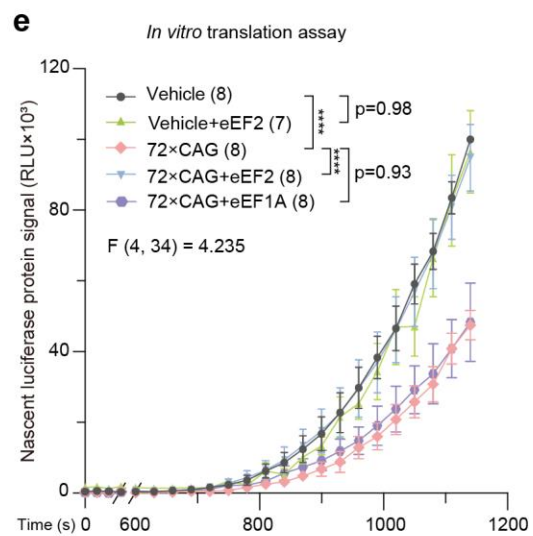 e
In vitro translation assay
Nascent luciferase protein signal (RLU×10³)
120
80
40
0
Vehicle (8)
Vehicle+eEF2 (7)
72×CAG (8)
72×CAG+eEF2 (8)
72×CAG+eEF1A (8)
****
p=0.98
****
p=0.93
F (4, 34) = 4.235
Time (s) 0 600 800 1000 1200